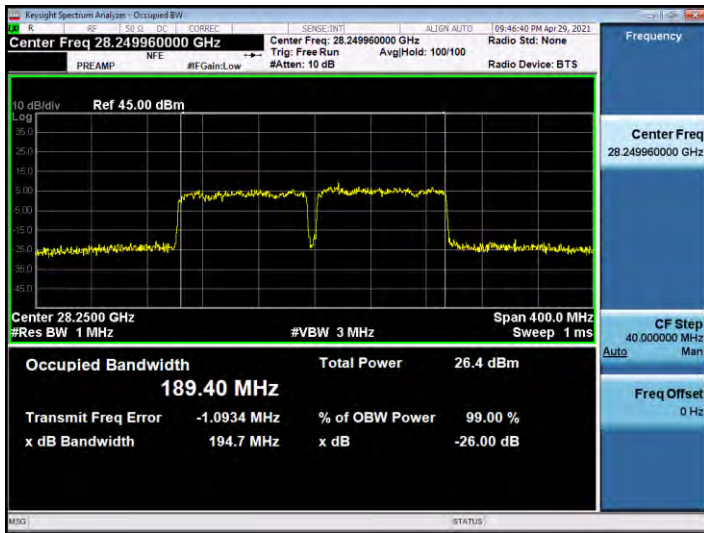 Keysight Spectrum Analyzer - Occupied BW
R RF 50 Ω DC CORREC SENSE:INT ALIGN AUTO 09:46:40 PM Apr 29, 2021
Center Freq 28.249960000 GHz
Center Freq: 28.249960000 GHz
Radio Std: None
NFE
Trig: Free Run Avg|Hold: 100/100
PREAMP #IFGain:Low #Atten: 10 dB Radio Device: BTS
10 dB/div Ref 45.00 dBm
Log
35.0
25.0
15.0
5.00
-5.00
-15.0
-25.0
-35.0
-45.0
Center 28.2500 GHz Span 400.0 MHz
#Res BW 1 MHz #VBW 3 MHz Sweep 1 ms
Occupied Bandwidth Total Power 26.4 dBm
189.40 MHz
Transmit Freq Error -1.0934 MHz % of OBW Power 99.00 %
x dB Bandwidth 194.7 MHz x dB -26.00 dB
MSG STATUS
Frequency
Center Freq
28.249960000 GHz
CF Step
40.000000 MHz
Auto Man
Freq Offset
0 Hz